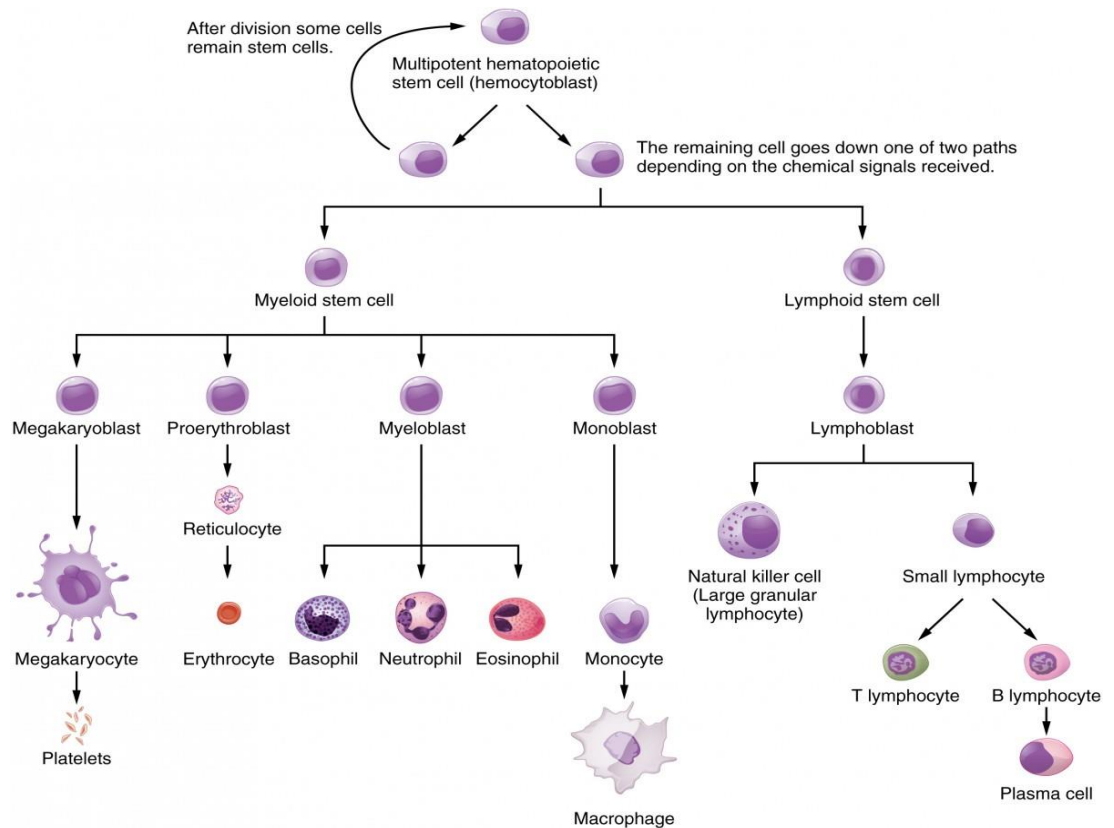 After division some cells
remain stem cells.
Multipotent hematopoietic
stem cell (hemocytoblast)
The remaining cell goes down one of two paths
depending on the chemical signals received.
Myeloid stem cell
Lymphoid stem cell
Megakaryoblast
Proerythroblast
Myeloblast
Monoblast
Lymphoblast
Reticulocyte
Natural killer cell
(Large granular
lymphocyte)
Small lymphocyte
Megakaryocyte
Erythrocyte
Basophil
Neutrophil
Eosinophil
Monocyte
T lymphocyte
B lymphocyte
Platelets
Macrophage
Plasma cell